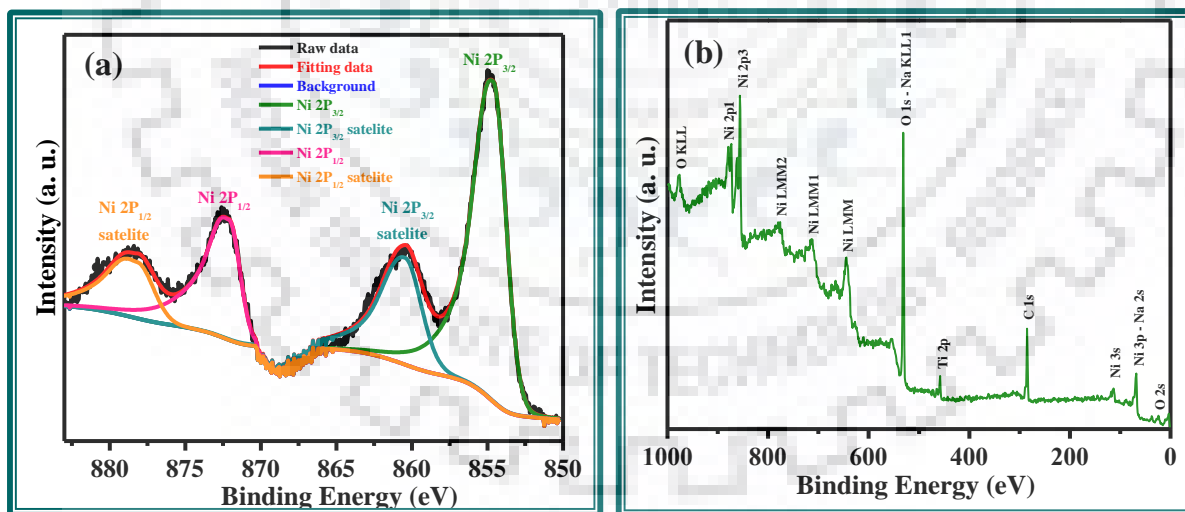 (a)
Raw data
Fitting data
Background
Ni 2P3/2
Ni 2P3/2 satelite
Ni 2P1/2
Ni 2P1/2 satelite
Ni 2P3/2
Ni 2P1/2
satelite
Ni 2P1/2
Ni 2P3/2
satelite
Intensity (a. u.)
880 875 870 865 860 855 850
Binding Energy (eV)
(b)
O KLL
Ni 2p1
Ni 2p3
Ni LMM2
Ni LMM1
Ni LMM
O 1s - Na KLL1
Ti 2p
C 1s
Ni 3s
Ni 3p - Na 2s
O 2s
Intensity (a. u.)
1000 800 600 400 200 0
Binding Energy (eV)